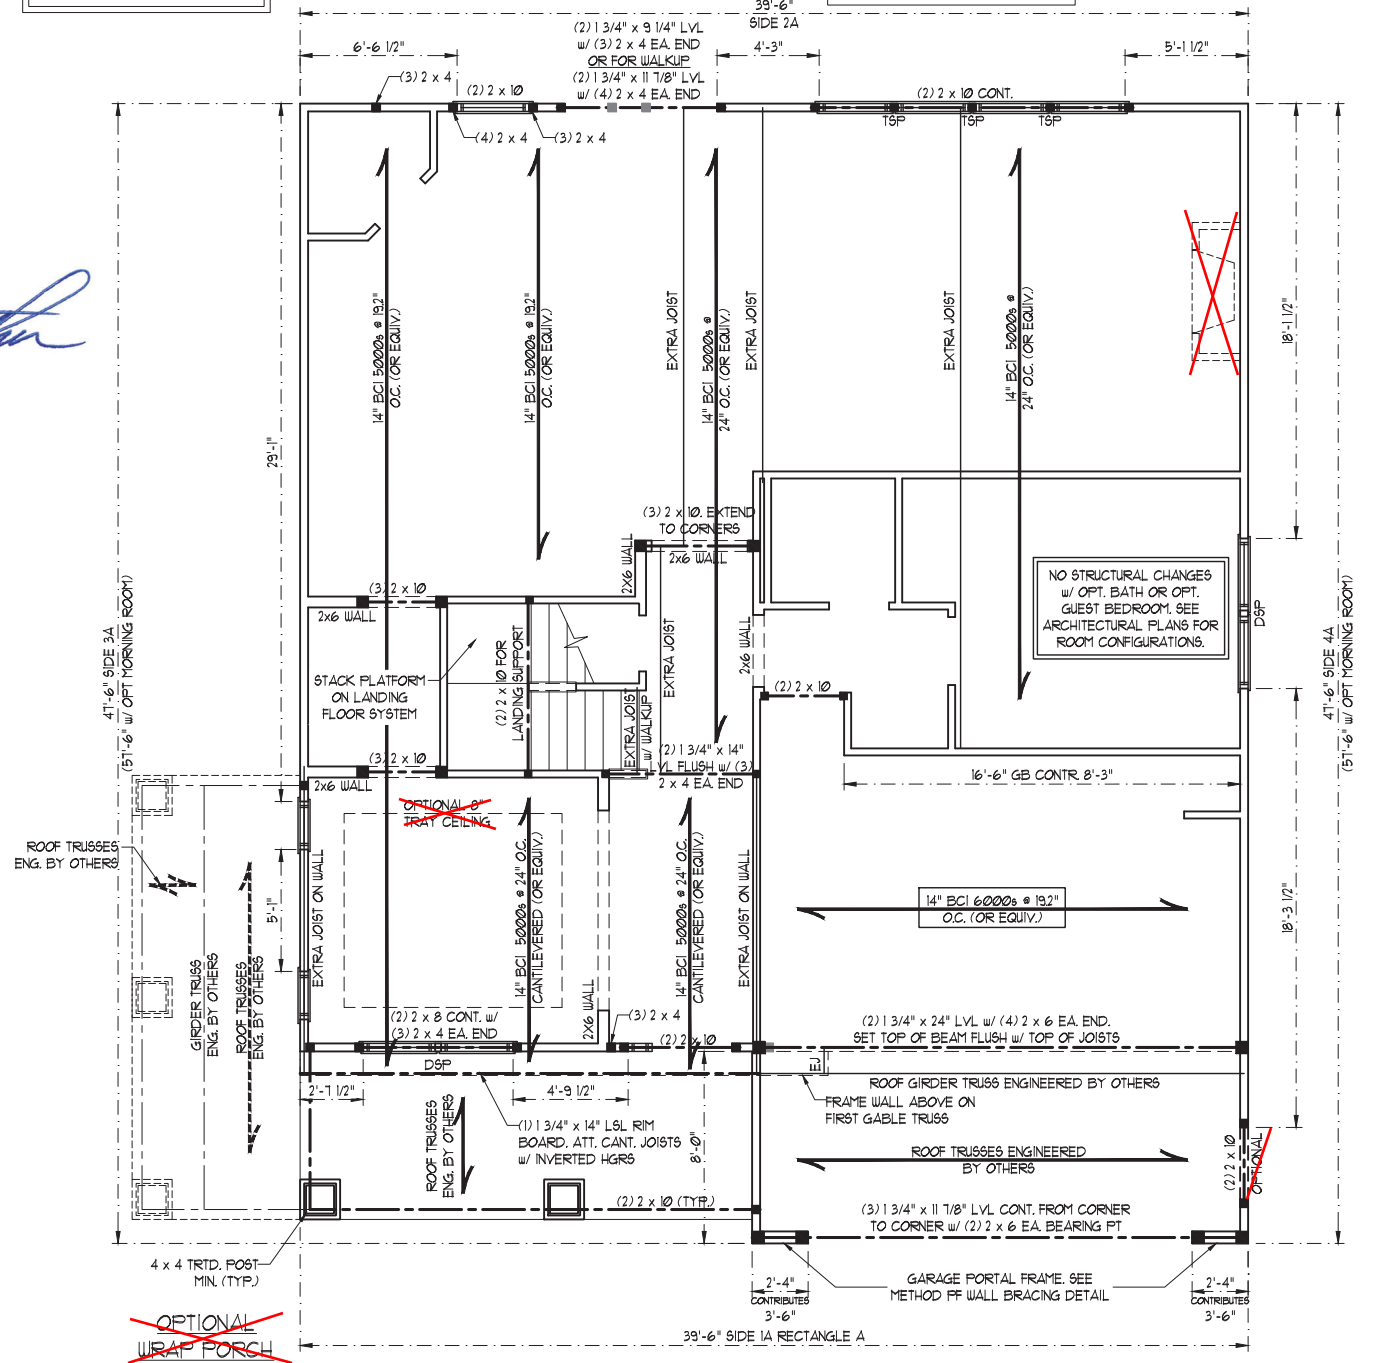 39'-6"
SIDE 2A
(2) 1 3/4" x 9 1/4" LVL
w/ (3) 2 x 4 EA. END
OR FOR WALKUP
(2) 1 3/4" x 11 7/8" LVL
w/ (4) 2 x 4 EA. END
6'-6 1/2"
4'-3"
5'-1 1/2"
(3) 2 x 4
(2) 2 x 10
(2) 2 x 10 CONT.
(4) 2 x 4
(3) 2 x 4
TSP
TSP
TSP
14" BCI 5000s @ 19.2"
O.C. (OR EQUIV.)
14" BCI 5000s @ 19.2"
O.C. (OR EQUIV.)
EXTRA JOIST
14" BCI 5000s @
24" O.C. (OR EQUIV.)
EXTRA JOIST
EXTRA JOIST
14" BCI 5000s @
24" O.C. (OR EQUIV.)
18'-1 1/2"
29'-1"
47'-6" SIDE 3A
(57'-6" w/ OPT MORNING ROOM)
47'-6" SIDE 4A
(57'-6" w/ OPT MORNING ROOM)
(3) 2 x 10. EXTEND
TO CORNERS
2x6 WALL
2X6 WALL
(3) 2 x 10
2x6 WALL
NO STRUCTURAL CHANGES
w/ OPT. BATH OR OPT.
GUEST BEDROOM. SEE
ARCHITECTURAL PLANS FOR
ROOM CONFIGURATIONS.
DSP
EXTRA JOIST
2x6 WALL
(2) 2 x 10 FOR
LANDING SUPPORT
STACK PLATFORM
ON LANDING
FLOOR SYSTEM
(2) 2 x 10
EXTRA JOIST
w/ WALKUP
(2) 1 3/4" x 14"
LVL FLUSH w/ (3)
2 x 4 EA. END
(3) 2 x 10
2x6 WALL
16'-6" GB CONTR. 8'-3"
OPTIONAL 8"
TRAY CEILING
ROOF TRUSSES
ENG. BY OTHERS
5'-1"
EXTRA JOIST ON WALL
14" BCI 5000s @ 24" O.C.
CANTILEVERED (OR EQUIV.)
14" BCI 5000s @ 24" O.C.
CANTILEVERED (OR EQUIV.)
EXTRA JOIST ON WALL
14" BCI 6000s @ 19.2"
O.C. (OR EQUIV.)
18'-3 1/2"
GIRDER TRUSS
ENG. BY OTHERS
ROOF TRUSSES
ENG. BY OTHERS
2X6 WALL
(2) 2 x 8 CONT. w/
(3) 2 x 4 EA. END
(3) 2 x 4
(2) 2 x 10
DSP
(2) 1 3/4" x 24" LVL w/ (4) 2 x 6 EA. END.
SET TOP OF BEAM FLUSH w/ TOP OF JOISTS
EJ
ROOF GIRDER TRUSS ENGINEERED BY OTHERS
FRAME WALL ABOVE ON
FIRST GABLE TRUSS
2'-7 1/2"
4'-9 1/2"
(1) 1 3/4" x 14" LSL RIM
BOARD. ATT. CANT. JOISTS
w/ INVERTED HGRS
8'-0"
ROOF TRUSSES
ENG. BY OTHERS
ROOF TRUSSES ENGINEERED
BY OTHERS
(2) 2 x 10
OPTIONAL
(2) 2 x 10 (TYP.)
(3) 1 3/4" x 11 7/8" LVL CONT. FROM CORNER
TO CORNER w/ (2) 2 x 6 EA. BEARING PT
4 x 4 TRTD. POST
MIN. (TYP.)
2'-4"
CONTRIBUTES
3'-6"
GARAGE PORTAL FRAME. SEE
METHOD PF WALL BRACING DETAIL
2'-4"
CONTRIBUTES
3'-6"
OPTIONAL
WRAP PORCH
39'-6" SIDE 1A RECTANGLE A